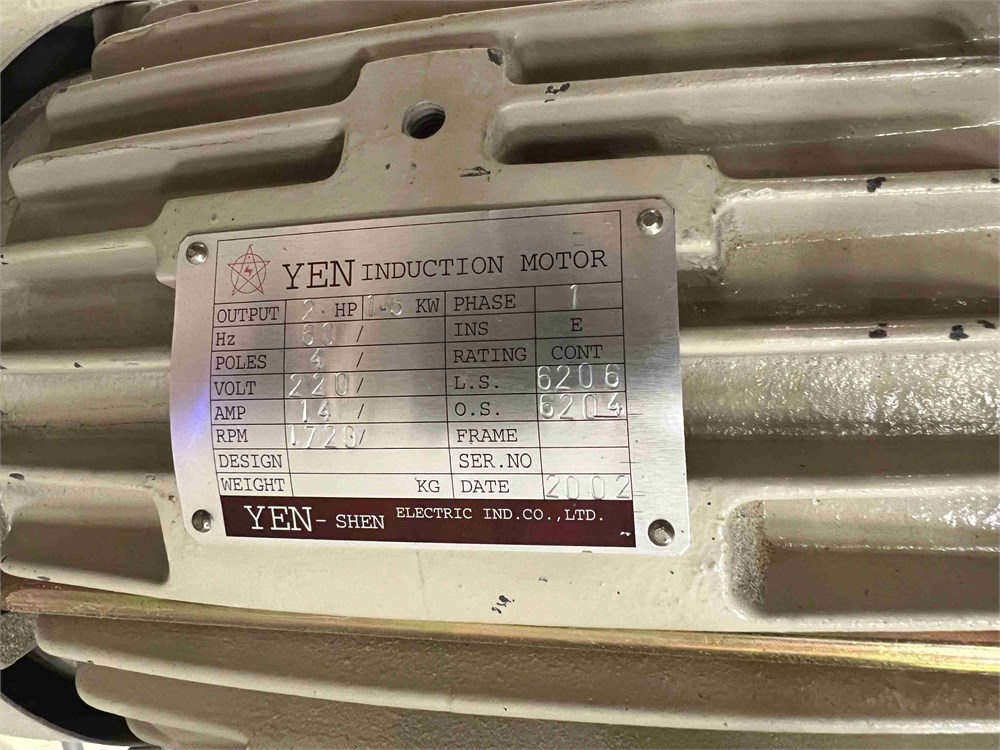 YEN INDUCTION MOTOR
OUTPUT 2 HP 1.5 KW PHASE 1
Hz 60/ INS E
POLES 4/ RATING CONT
VOLT 220/ L.S. 6206
AMP 14/ O.S. 6204
RPM 1720/ FRAME
DESIGN SER.NO
WEIGHT KG DATE 2002
YEN-SHEN ELECTRIC IND.CO.,LTD.